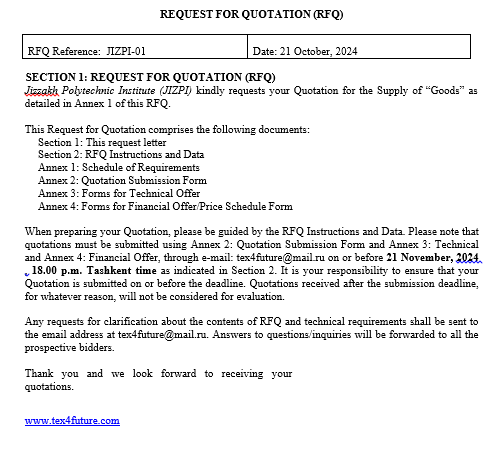 REQUEST FOR QUOTATION (RFQ)
RFQ Reference: JIZPI-01
Date: 21 October, 2024
SECTION 1: REQUEST FOR QUOTATION (RFQ)
Jizzakh Polytechnic Institute (JIZPI) kindly requests your Quotation for the Supply of “Goods” as
detailed in Annex 1 of this RFQ.
This Request for Quotation comprises the following documents:
Section 1: This request letter
Section 2: RFQ Instructions and Data
Annex 1: Schedule of Requirements
Annex 2: Quotation Submission Form
Annex 3: Forms for Technical Offer
Annex 4: Forms for Financial Offer/Price Schedule Form
When preparing your Quotation, please be guided by the RFQ Instructions and Data. Please note that
quotations must be submitted using Annex 2: Quotation Submission Form and Annex 3: Technical
and Annex 4: Financial Offer, through e-mail: tex4future@mail.ru on or before 21 November, 2024
, 18.00 p.m. Tashkent time as indicated in Section 2. It is your responsibility to ensure that your
Quotation is submitted on or before the deadline. Quotations received after the submission deadline,
for whatever reason, will not be considered for evaluation.
Any requests for clarification about the contents of RFQ and technical requirements shall be sent to
the email address at tex4future@mail.ru. Answers to questions/inquiries will be forwarded to all the
prospective bidders.
Thank you and we look forward to receiving your
quotations.
www.tex4future.com